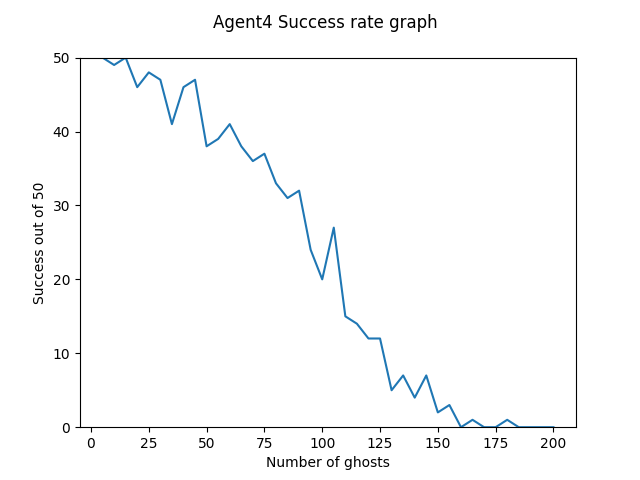 Agent4 Success rate graph
50
40
30
20
10
0
Success out of 50
0 25 50 75 100 125 150 175 200
Number of ghosts